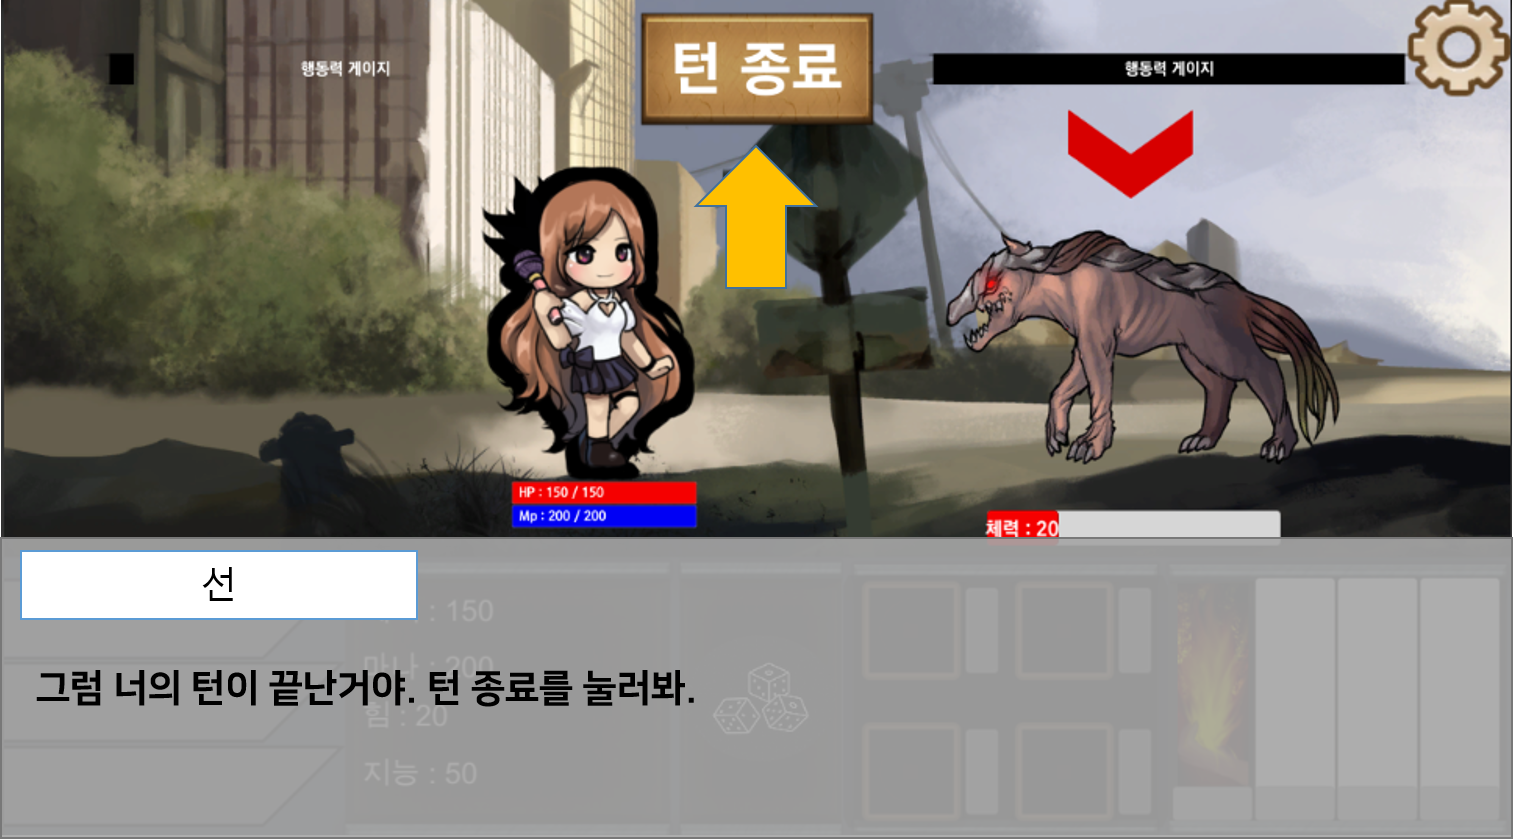 턴 종료
행동력 게이지
행동력 게이지
HP : 150 / 150
Mp : 200 / 200
체력 : 20
선
: 150
마나 : 200
그럼 너의 턴이 끝난거야. 턴 종료를 눌러봐.
힘 : 20
지능 : 50